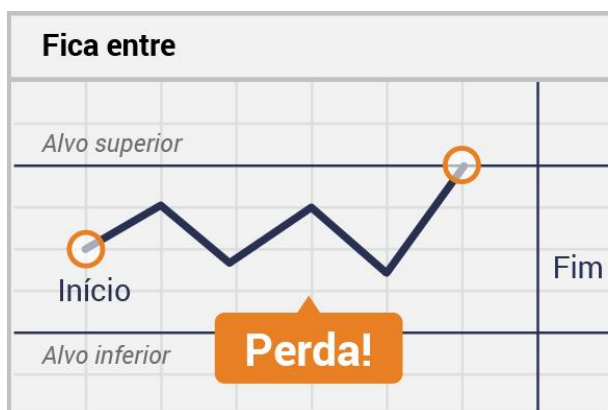 Fica entre
Alvo superior
Início
Fim
Perda!
Alvo inferior